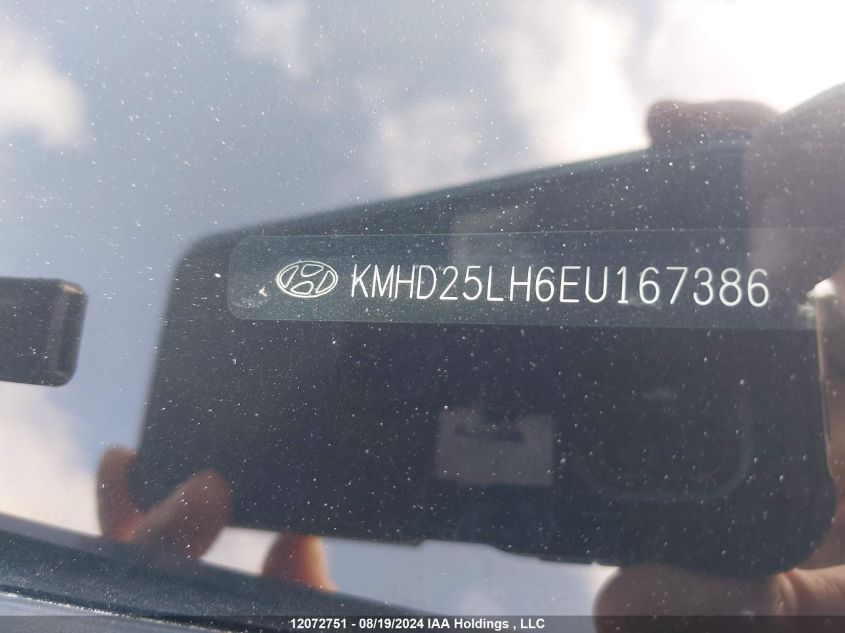 KMHD25LH6EU167386
12072751 - 08/19/2024 IAA Holdings , LLC